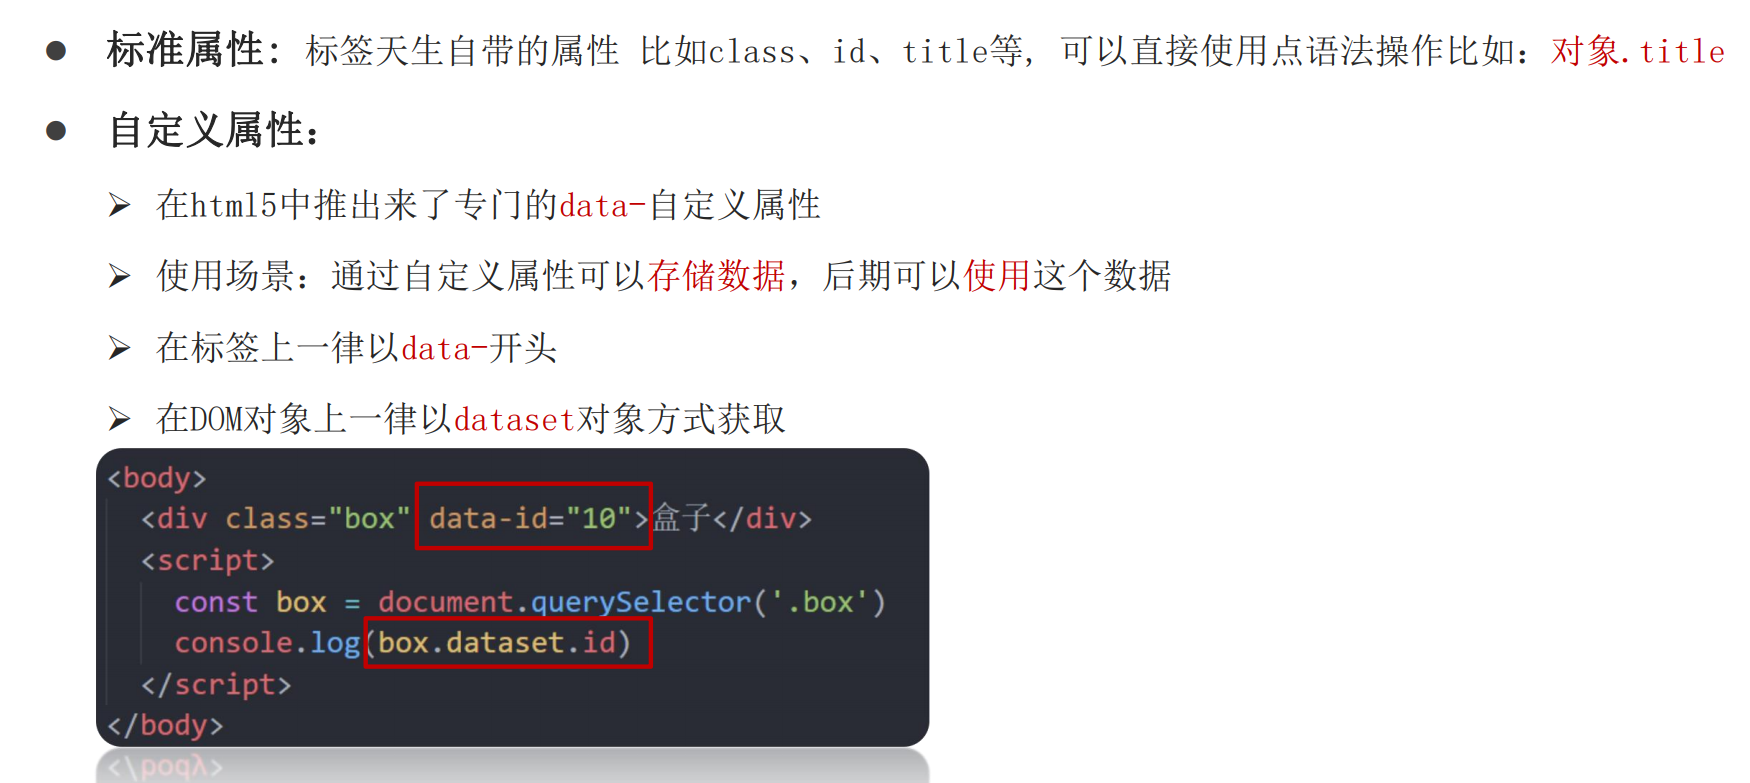 ● 标准属性: 标签天生自带的属性 比如class、id、title等, 可以直接使用点语法操作比如: 对象.title
● 自定义属性:
➢ 在html5中推出来了专门的data-自定义属性
➢ 使用场景: 通过自定义属性可以存储数据, 后期可以使用这个数据
➢ 在标签上一律以data-开头
➢ 在DOM对象上一律以dataset对象方式获取
<body>
<div class="box" data-id="10">盒子</div>
<script>
const box = document.querySelector('.box')
console.log(box.dataset.id)
</script>
</body>